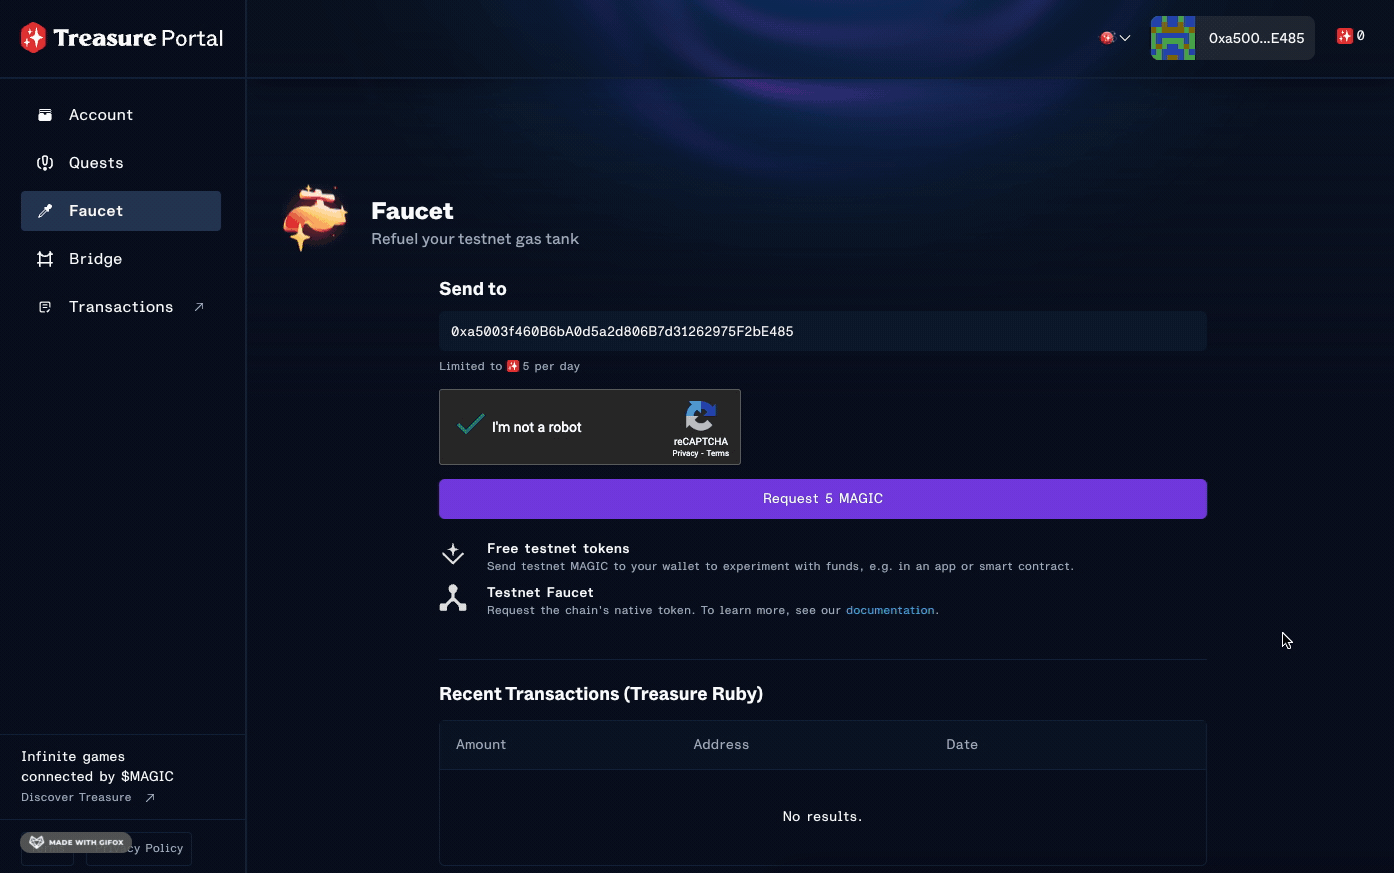 Treasure Portal
0xa500...E485
0
Account
Quests
Faucet
Bridge
Transactions
Infinite games
connected by $MAGIC
Discover Treasure
MADE WITH GIFOX
cy Policy
Faucet
Refuel your testnet gas tank
Send to
0xa5003f460B6bA0d5a2d806B7d31262975F2bE485
Limited to 5 per day
I'm not a robot
reCAPTCHA
Privacy - Terms
Request 5 MAGIC
Free testnet tokens
Send testnet MAGIC to your wallet to experiment with funds, e.g. in an app or smart contract.
Testnet Faucet
Request the chain's native token. To learn more, see our documentation.
Recent Transactions (Treasure Ruby)
Amount Address Date
No results.